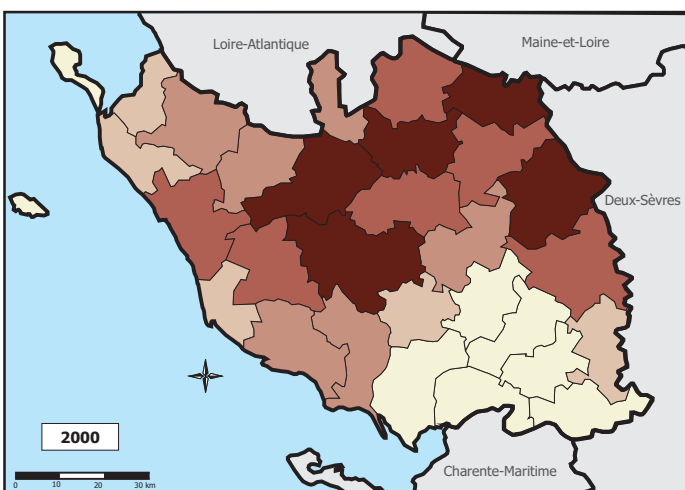 Loire-Atlantique
Maine-et-Loire
Deux-Sèvres
2000
0 10 20 30 km
Charente-Maritime